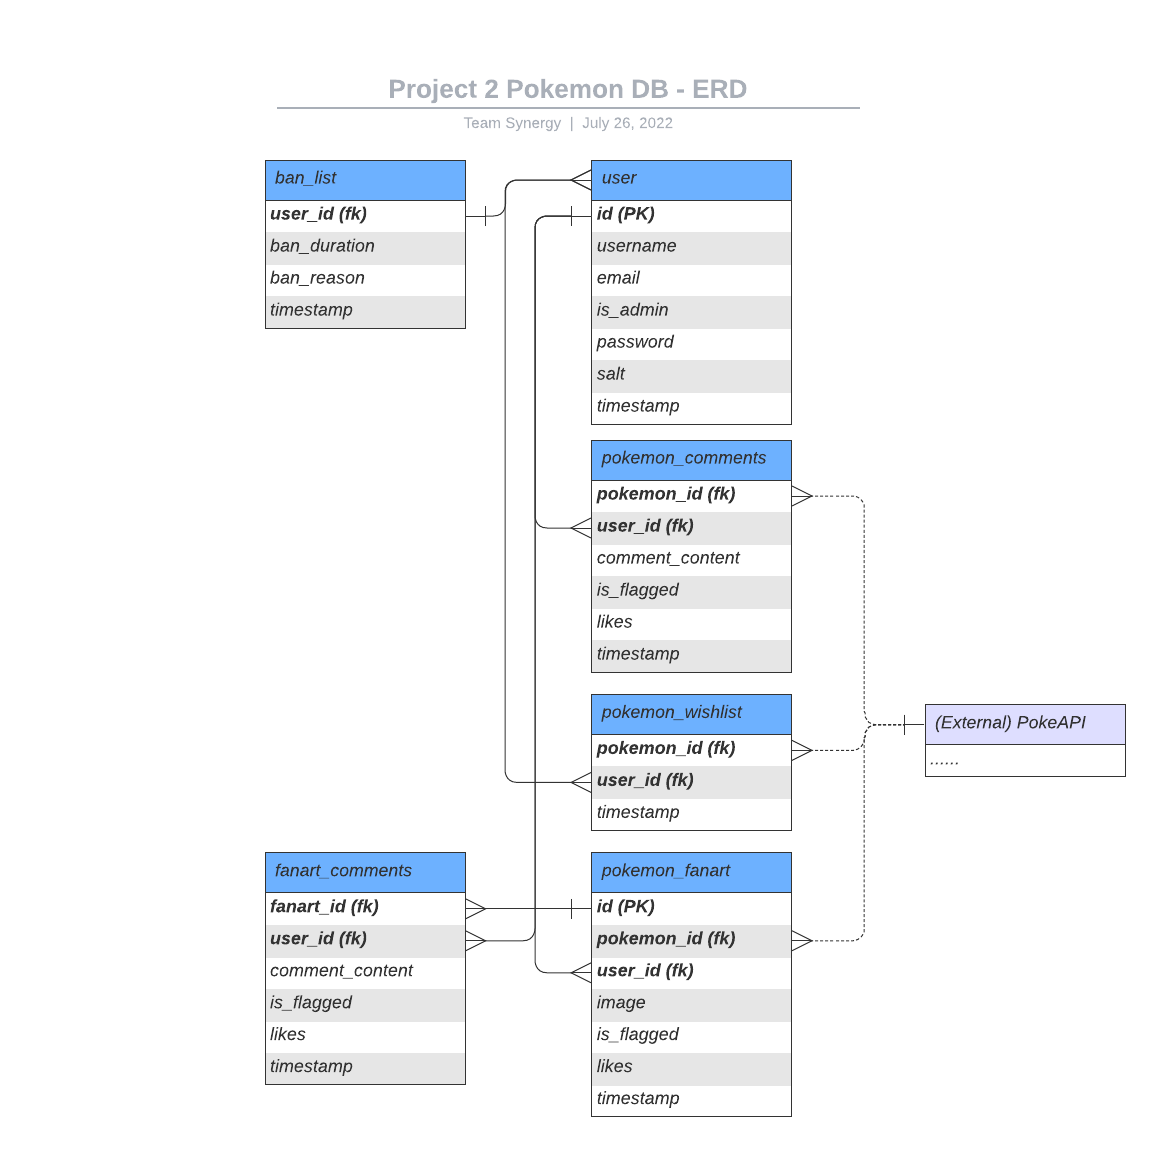 Project 2 Pokemon DB - ERD
Team Synergy | July 26, 2022
ban_list
user_id (fk)
ban_duration
ban_reason
timestamp
user
id (PK)
username
email
is_admin
password
salt
timestamp
pokemon_comments
pokemon_id (fk)
user_id (fk)
comment_content
is_flagged
likes
timestamp
pokemon_wishlist
pokemon_id (fk)
user_id (fk)
timestamp
(External) PokeAPI
......
fanart_comments
fanart_id (fk)
user_id (fk)
comment_content
is_flagged
likes
timestamp
pokemon_fanart
id (PK)
pokemon_id (fk)
user_id (fk)
image
is_flagged
likes
timestamp